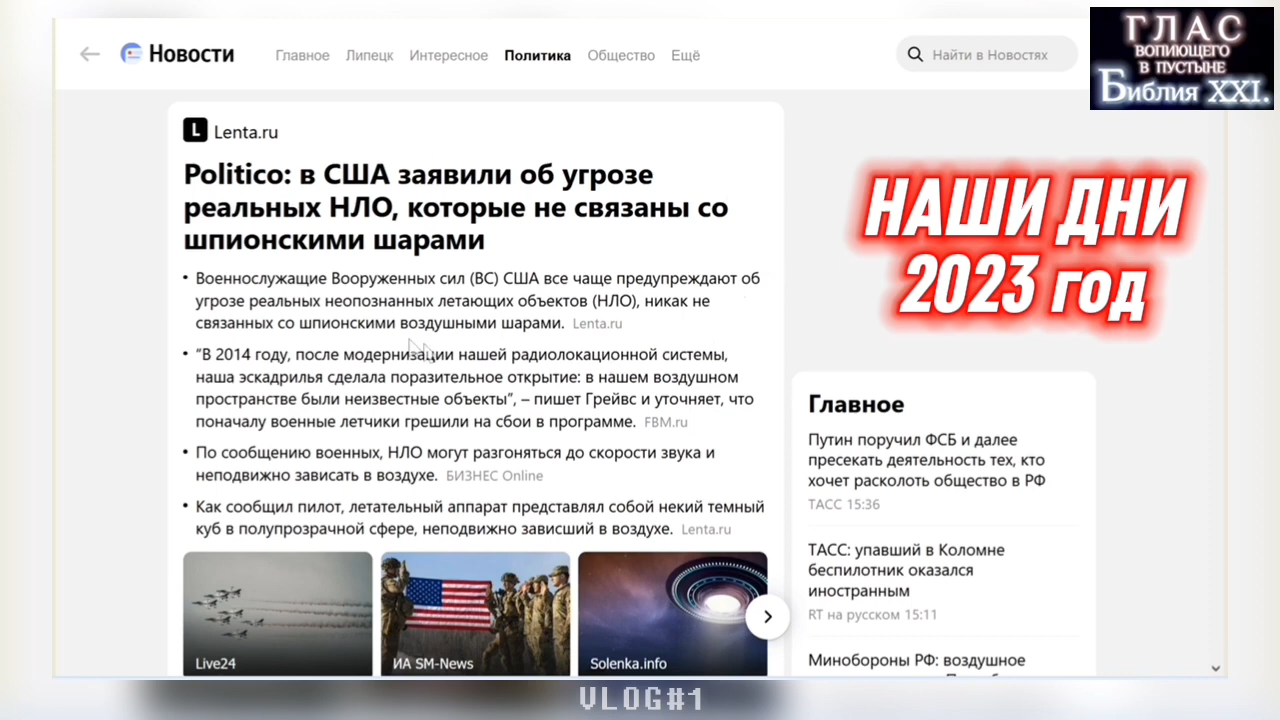 ГЛАС
ВОПИЮЩЕГО
В ПУСТЫНЕ
Библия XXI.
Новости
Главное Липецк Интересное Политика Общество Ещё
Найти в Новостях
L Lenta.ru
Politico: в США заявили об угрозе
реальных НЛО, которые не связаны со
шпионскими шарами
• Военнослужащие Вооруженных сил (ВС) США все чаще предупреждают об
угрозе реальных неопознанных летающих объектов (НЛО), никак не
связанных со шпионскими воздушными шарами. Lenta.ru
• “В 2014 году, после модернизации нашей радиолокационной системы,
наша эскадрилья сделала поразительное открытие: в нашем воздушном
пространстве были неизвестные объекты”, – пишет Грейвс и уточняет, что
поначалу военные летчики грешили на сбои в программе. FBM.ru
• По сообщению военных, НЛО могут разгоняться до скорости звука и
неподвижно зависать в воздухе. БИЗНЕС Online
• Как сообщил пилот, летательный аппарат представлял собой некий темный
куб в полупрозрачной сфере, неподвижно зависший в воздухе. Lenta.ru
Live24
ИА SM-News
Solenka.info
НАШИ ДНИ
2023 год
Главное
Путин поручил ФСБ и далее
пресекать деятельность тех, кто
хочет расколоть общество в РФ
ТАСС 15:36
ТАСС: упавший в Коломне
беспилотник оказался
иностранным
RT на русском 15:11
Минобороны РФ: воздушное
VLOG#1